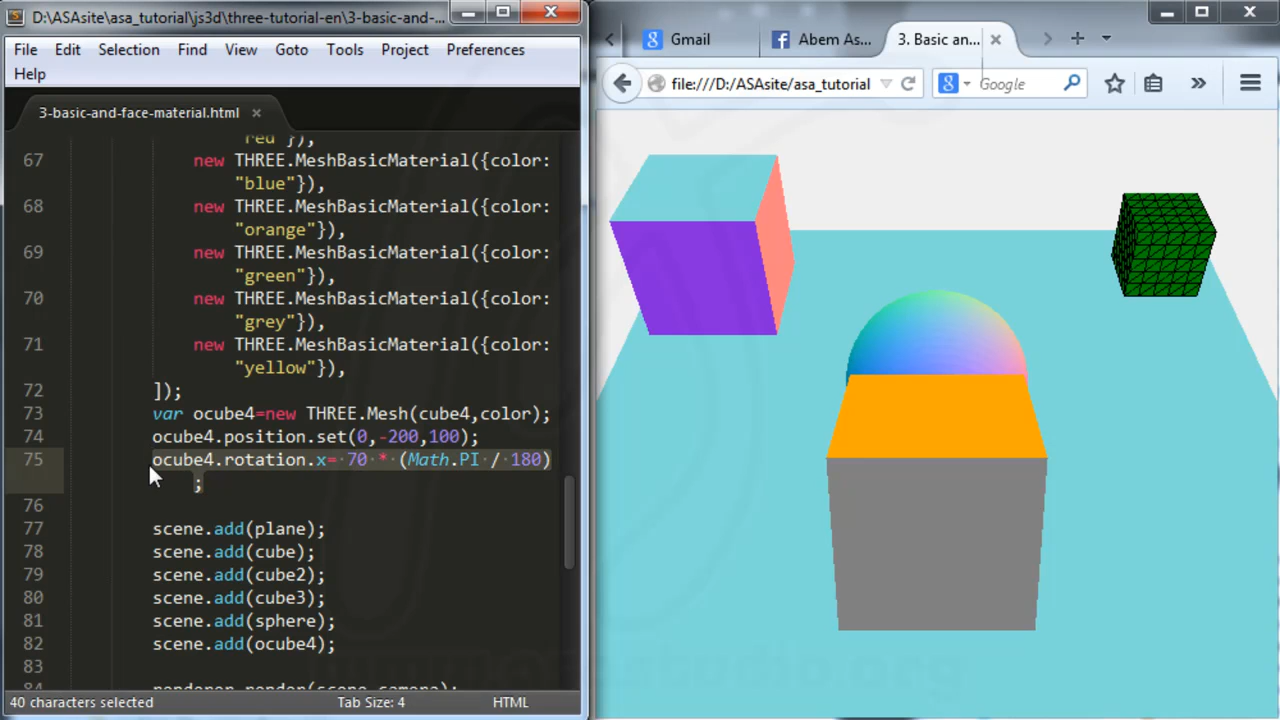 D:\ASAsite\asa_tutorial\js3d\three-tutorial-en\3-basic-and-...
File Edit Selection Find View Goto Tools Project Preferences
Help
3-basic-and-face-material.html
red"}),
67 new THREE.MeshBasicMaterial({color:
"blue"}),
68 new THREE.MeshBasicMaterial({color:
"orange"}),
69 new THREE.MeshBasicMaterial({color:
"green"}),
70 new THREE.MeshBasicMaterial({color:
"grey"}),
71 new THREE.MeshBasicMaterial({color:
"yellow"}),
72 ]);
73 var ocube4=new THREE.Mesh(cube4,color);
74 ocube4.position.set(0,-200,100);
75 ocube4.rotation.x= 70 * (Math.PI / 180)
;
76
77 scene.add(plane);
78 scene.add(cube);
79 scene.add(cube2);
80 scene.add(cube3);
81 scene.add(sphere);
82 scene.add(ocube4);
83
84 renderer.render(scene,camera);
40 characters selected Tab Size: 4 HTML
Gmail Abem As... 3. Basic an...
file:///D:/ASAsite/asa_tutorial Google